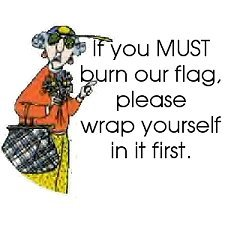 If you MUST
burn our flag,
please
wrap yourself
in it first.